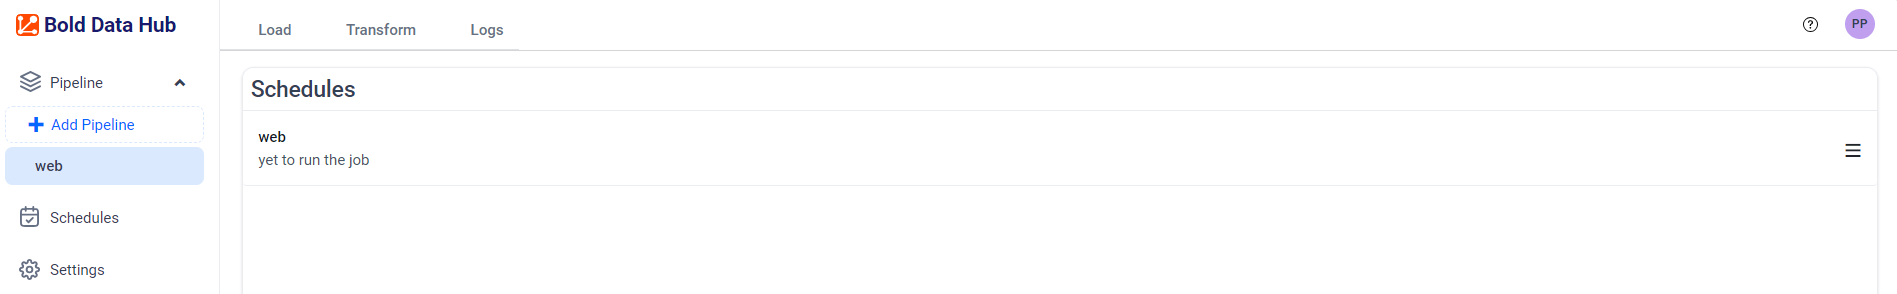 Bold Data Hub
Load Transform Logs
PP
Pipeline
Add Pipeline
web
Schedules
Settings
Schedules
web
yet to run the job